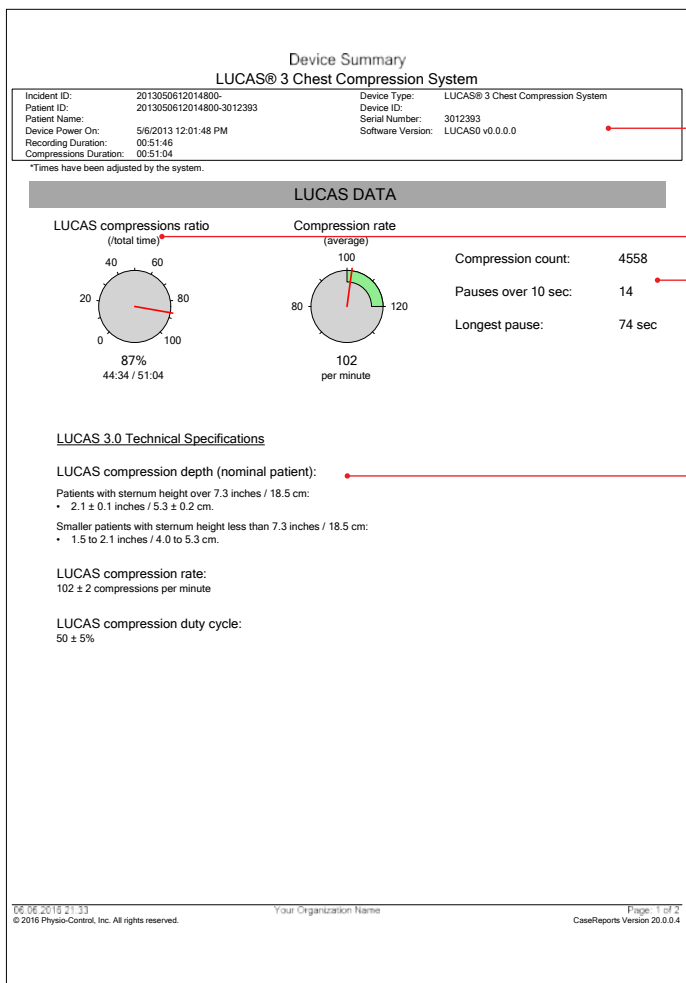 Device Summary
LUCAS® 3 Chest Compression System
Incident ID: 2013050612014800-
Patient ID: 2013050612014800-3012393
Patient Name:
Device Power On: 5/6/2013 12:01:48 PM
Recording Duration: 00:51:46
Compressions Duration: 00:51:04
Device Type: LUCAS® 3 Chest Compression System
Device ID:
Serial Number: 3012393
Software Version: LUCAS0 v0.0.0.0
*Times have been adjusted by the system.
LUCAS DATA
LUCAS compressions ratio
(/total time)
40 60
20 80
0 100
87%
44:34 / 51:04
Compression rate
(average)
100
80 120
102
per minute
Compression count: 4558
Pauses over 10 sec: 14
Longest pause: 74 sec
LUCAS 3.0 Technical Specifications
LUCAS compression depth (nominal patient):
Patients with sternum height over 7.3 inches / 18.5 cm:
• 2.1 ± 0.1 inches / 5.3 ± 0.2 cm.
Smaller patients with sternum height less than 7.3 inches / 18.5 cm:
• 1.5 to 2.1 inches / 4.0 to 5.3 cm.
LUCAS compression rate:
102 ± 2 compressions per minute
LUCAS compression duty cycle:
50 ± 5%
06.06.2016 21:33 Your Organization Name Page: 1 of 2
© 2016 Physio-Control, Inc. All rights reserved. CaseReports Version 20.0.0.4